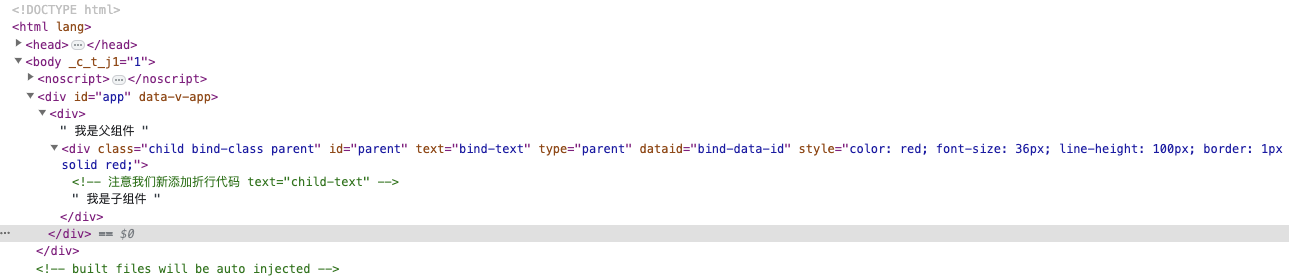 <!DOCTYPE html>
<html lang>
<head>…</head>
<body _c_t_j1="1">
<noscript>…</noscript>
<div id="app" data-v-app>
<div>
" 我是父组件 "
<div class="child bind-class parent" id="parent" text="bind-text" type="parent" dataid="bind-data-id" style="color: red; font-size: 36px; line-height: 100px; border: 1px
solid red;">
<!-- 注意我们新添加折行代码 text="child-text" -->
" 我是子组件 "
</div>
… </div> == $0
</div>
<!-- built files will be auto injected -->